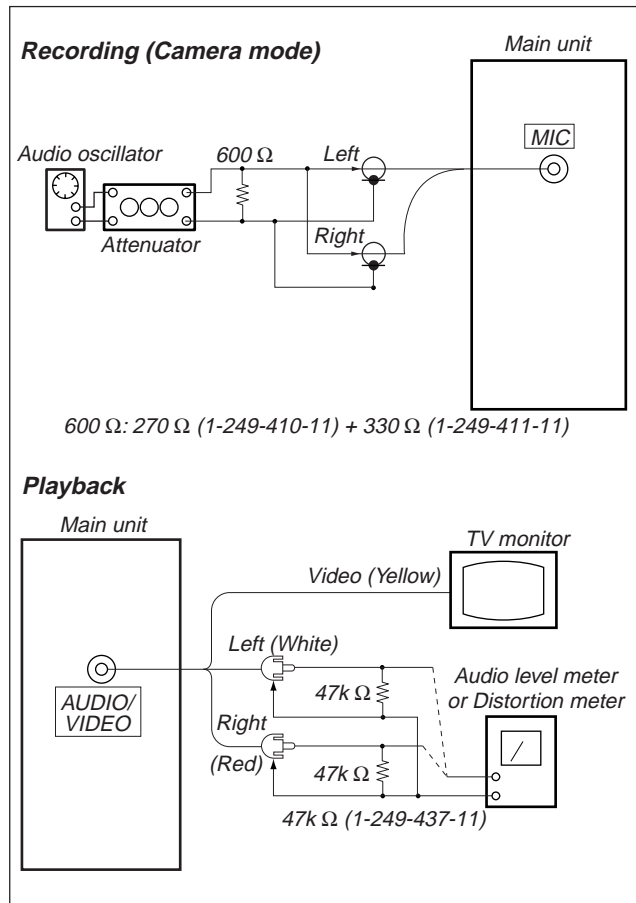 Recording (Camera mode)
Main unit
MIC
Audio oscillator
600 Ω
Left
Attenuator
Right
600 Ω: 270 Ω (1-249-410-11) + 330 Ω (1-249-411-11)
Playback
Main unit
TV monitor
Video (Yellow)
Left (White)
AUDIO/
VIDEO
47k Ω
Audio level meter
or Distortion meter
Right
(Red)
47k Ω
47k Ω (1-249-437-11)